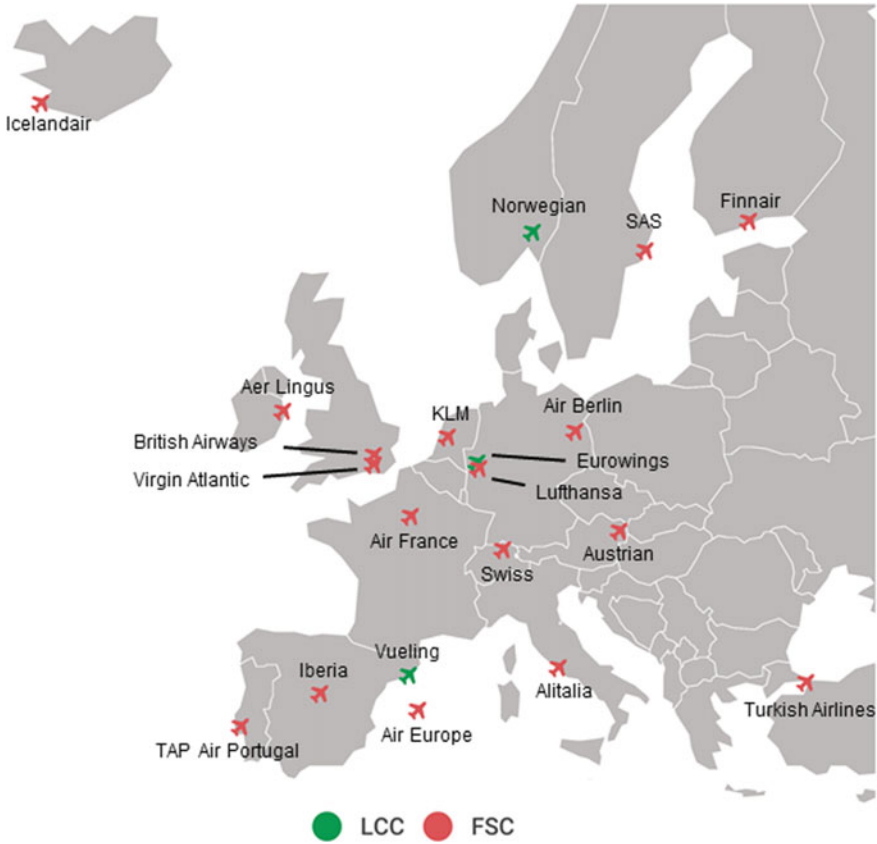 Icelandair
Norwegian
SAS
Finnair
Aer Lingus
KLM
Air Berlin
British Airways
Eurowings
Virgin Atlantic
Lufthansa
Air France
Austrian
Swiss
Vueling
Iberia
Alitalia
Turkish Airlines
Air Europe
TAP Air Portugal
LCC
FSC